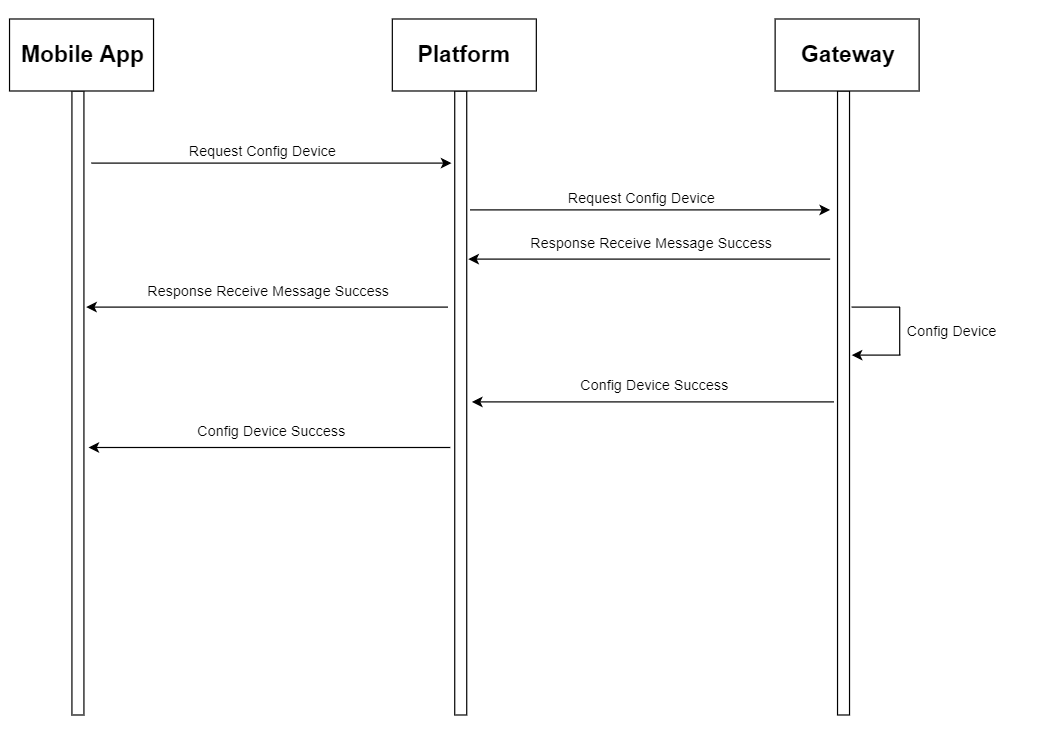 Mobile App
Platform
Gateway
Request Config Device
Request Config Device
Response Receive Message Success
Response Receive Message Success
Config Device
Config Device Success
Config Device Success